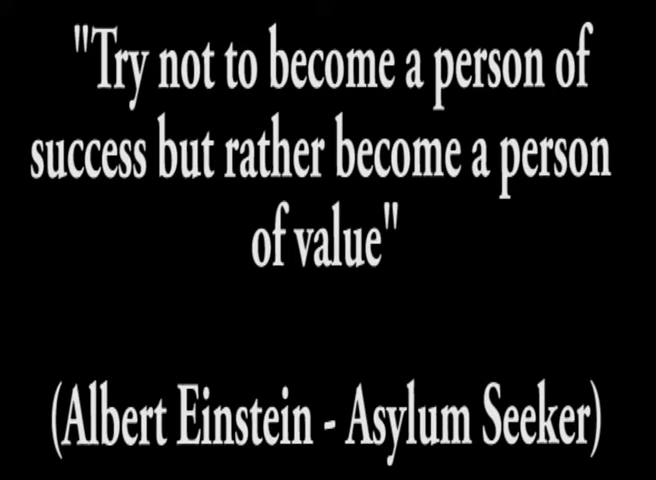 "Try not to become a person of
success but rather become a person
of value"
(Albert Einstein - Asylum Seeker)